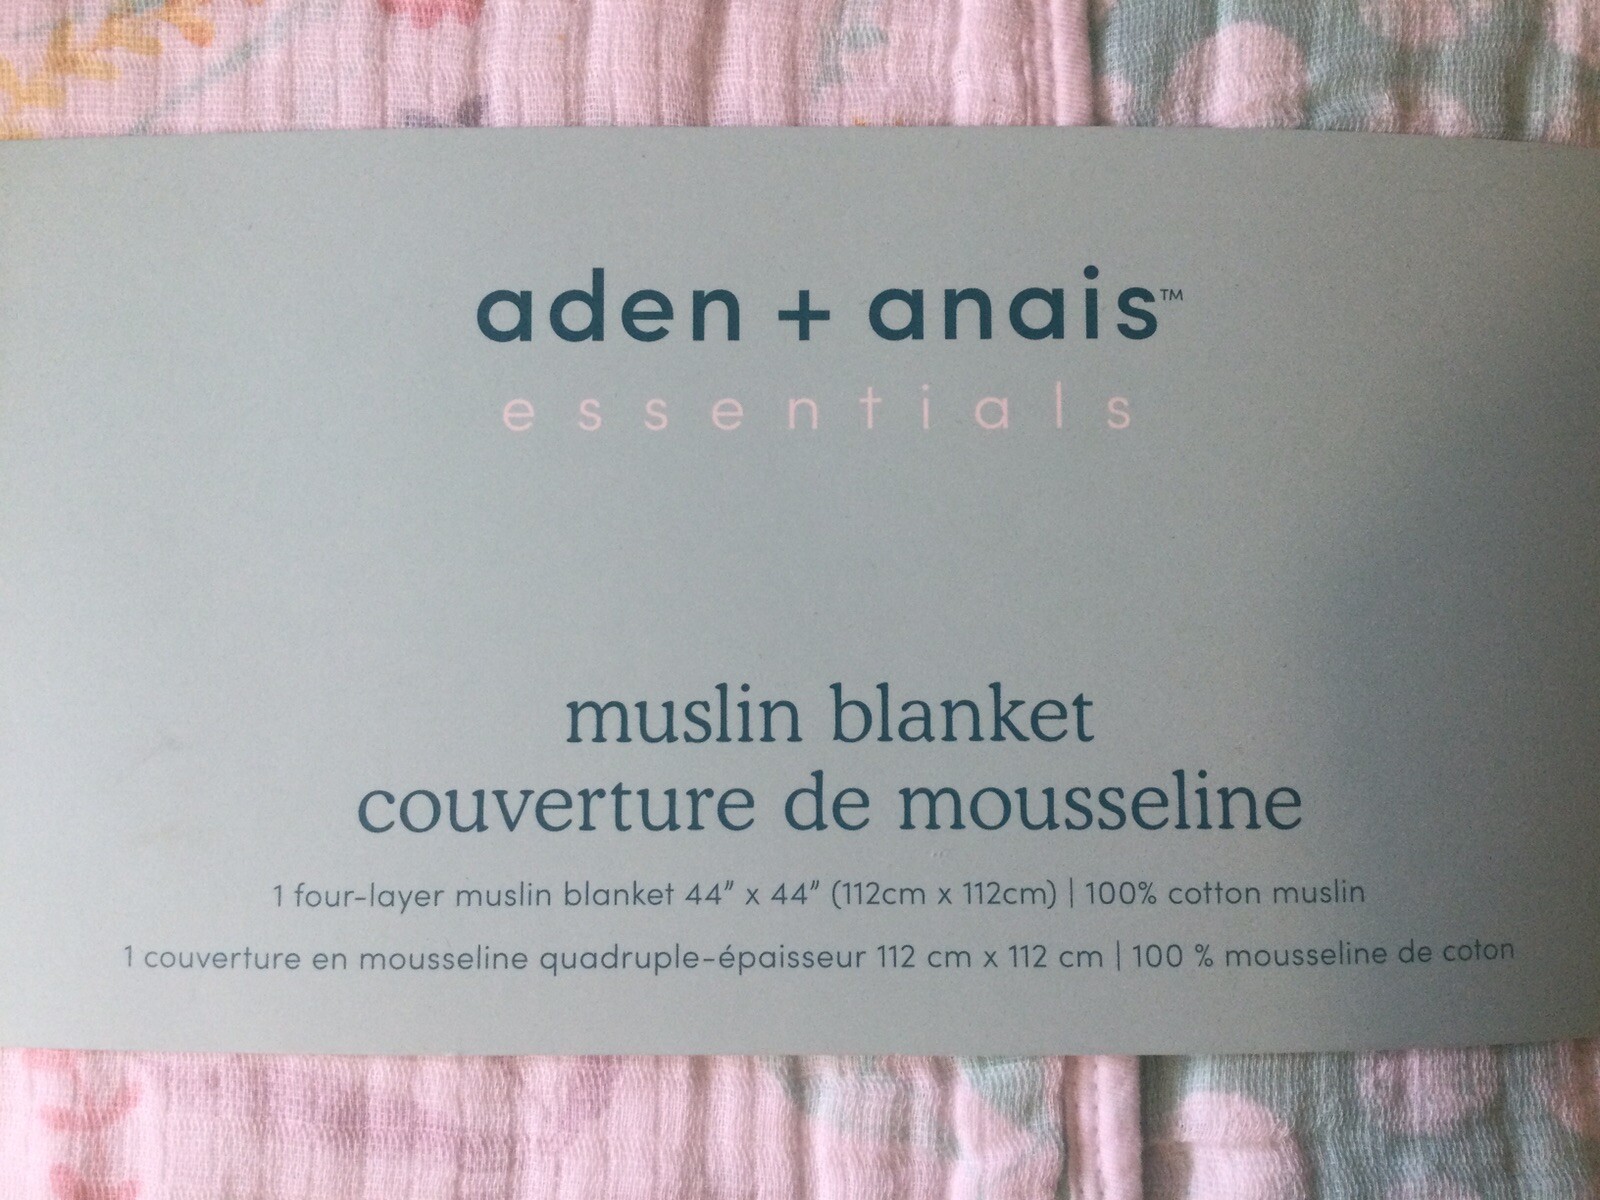 aden + anais™
essentials
muslin blanket
couverture de mousseline
1 four-layer muslin blanket 44” x 44” (112cm x 112cm) | 100% cotton muslin
1 couverture en mousseline quadruple-épaisseur 112 cm x 112 cm | 100 % mousseline de coton